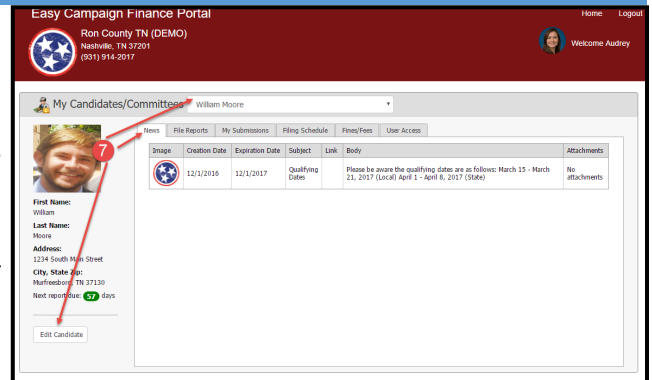 Easy Campaign Finance Portal
Home Logout
Ron County TN (DEMO)
Nashville, TN 37201
(931) 914-2017
Welcome Audrey
My Candidates/Committees William Moore
7
News File Reports My Submissions Filing Schedule Fines/Fees User Access
Image Creation Date Expiration Date Subject Link Body Attachments
12/1/2016 12/1/2017 Qualifying Dates Please be aware the qualifying dates are as follows: March 15 - March 21, 2017 (Local) April 1 - April 8, 2017 (State) No attachments
First Name:
William
Last Name:
Moore
Address:
1234 South Main Street
City, State Zip:
Murfreesboro, TN 37130
Next report due: 57 days
Edit Candidate